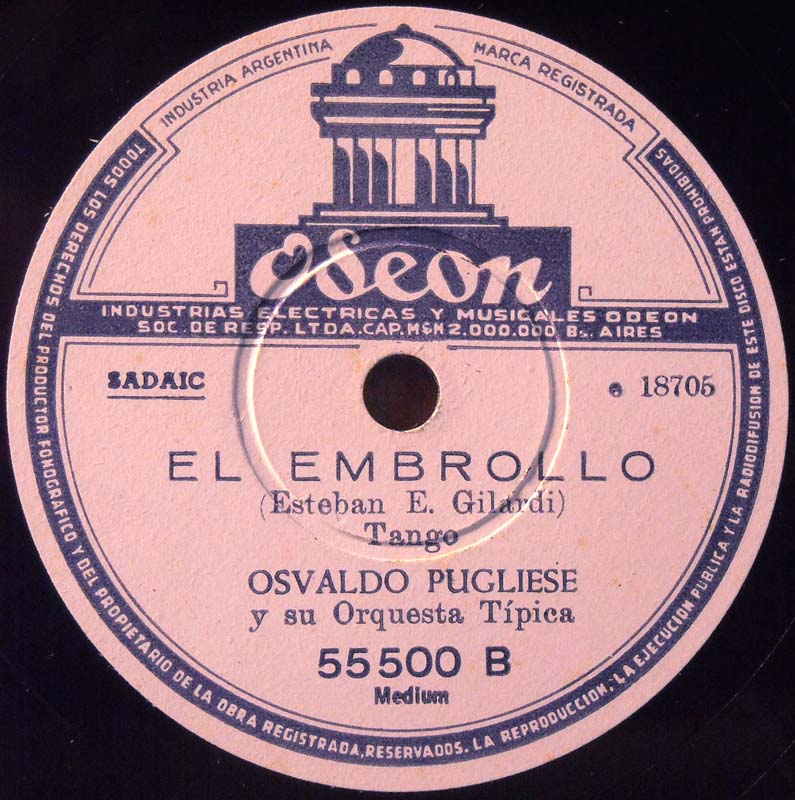 INDUSTRIA ARGENTINA
MARCA REGISTRADA
Odeon
INDUSTRIAS ELECTRICAS Y MUSICALES ODEON
SOC. DE RESP. LTDA. CAP. M$N 2.000.000 Bs. AIRES
SADAIC
e 18705
EL EMBROLLO
(Esteban E. Gilardi)
Tango
OSVALDO PUGLIESE
y su Orquesta Típica
55500 B
Medium
TODOS LOS DERECHOS DEL PRODUCTOR FONOGRAFICO Y DEL PROPIETARIO DE LA OBRA REGISTRADA, RESERVADOS. LA REPRODUCCION, LA EJECUCION PUBLICA Y LA RADIODIFUSION DE ESTE DISCO ESTAN PROHIBIDAS